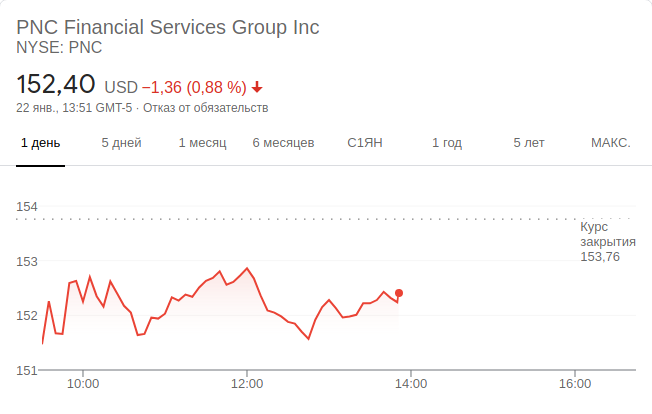 PNC Financial Services Group Inc
NYSE: PNC
152,40 USD −1,36 (0,88 %)
22 янв., 13:51 GMT-5 · Отказ от обязательств
1 день 5 дней 1 месяц 6 месяцев С1ЯН 1 год 5 лет МАКС.
154
Курс
закрытия
153,76
153
152
151
10:00 12:00 14:00 16:00